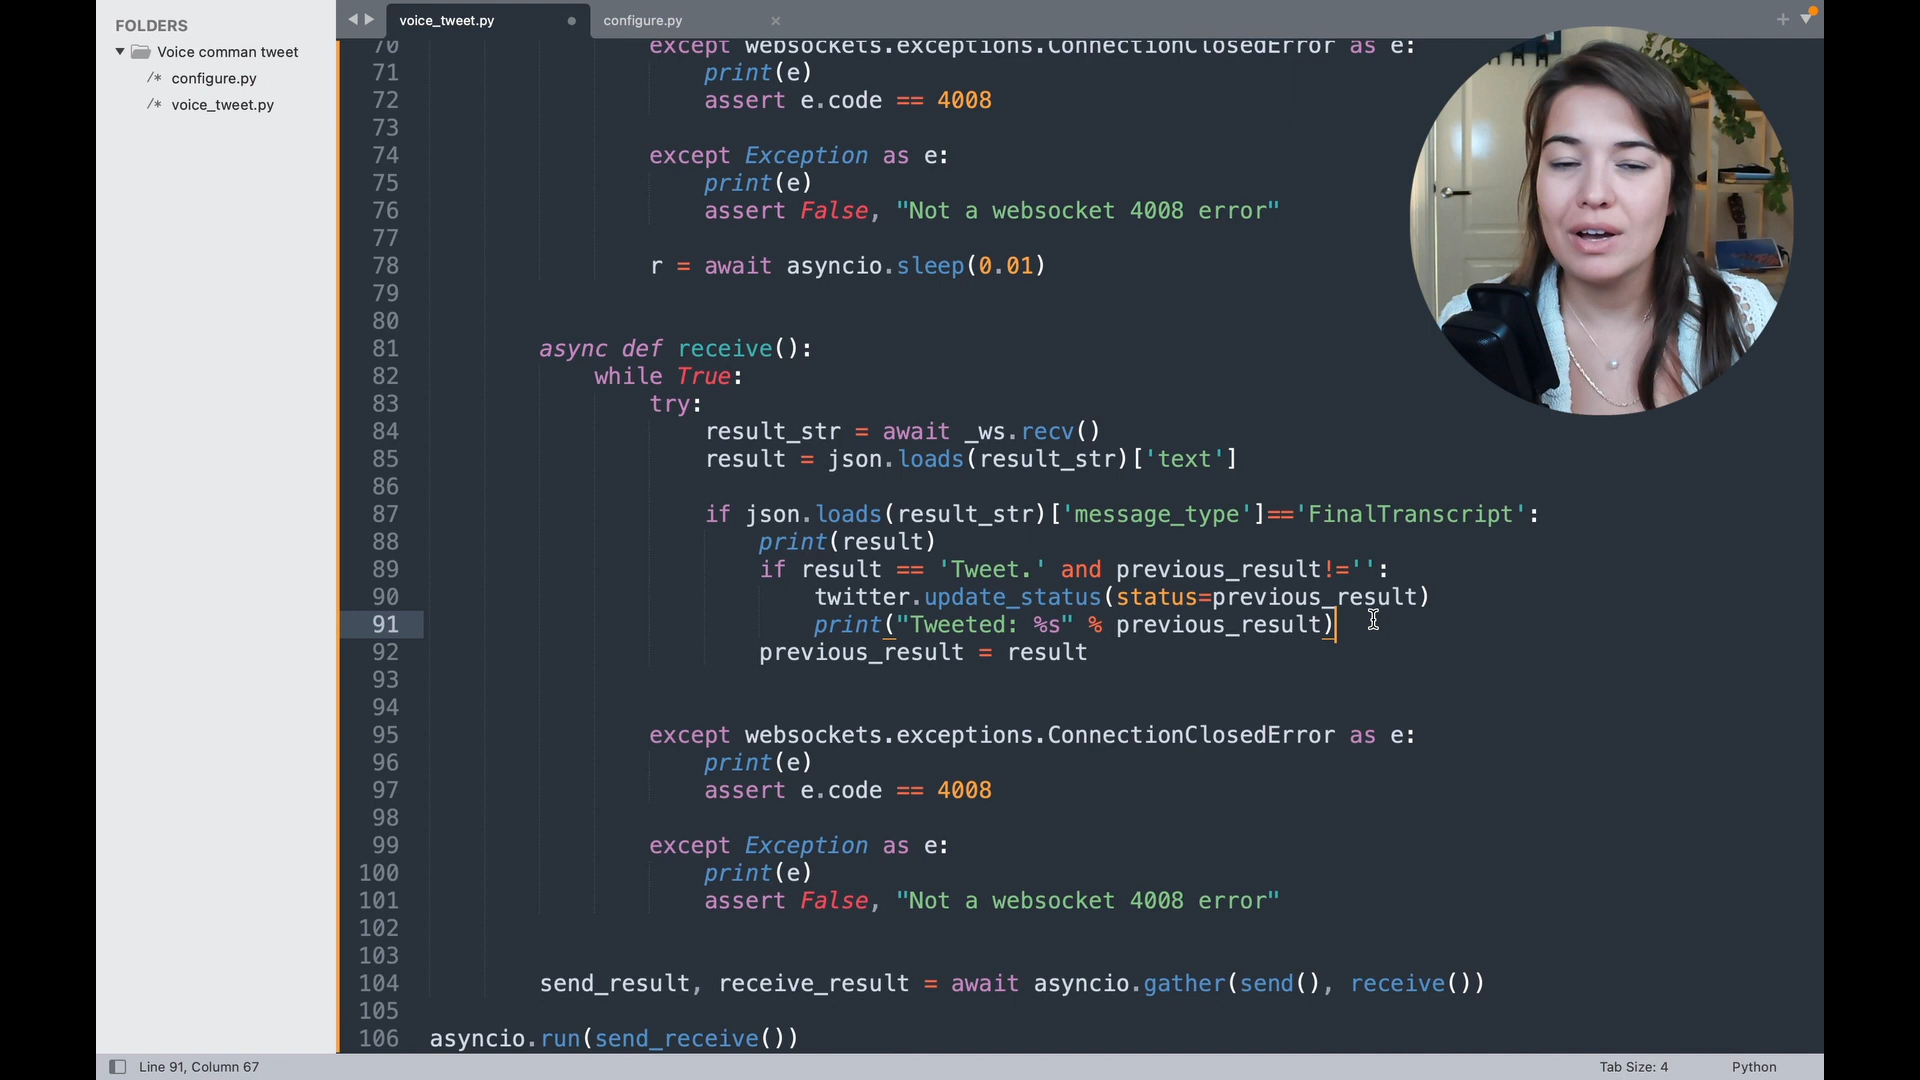 FOLDERS
Voice comman tweet
/* configure.py
/* voice_tweet.py
voice_tweet.py
configure.py
70 except websockets.exceptions.ConnectionClosedError as e:
71 print(e)
72 assert e.code == 4008
73
74 except Exception as e:
75 print(e)
76 assert False, "Not a websocket 4008 error"
77
78 r = await asyncio.sleep(0.01)
79
80
81 async def receive():
82 while True:
83 try:
84 result_str = await _ws.recv()
85 result = json.loads(result_str)['text']
86
87 if json.loads(result_str)['message_type']=='FinalTranscript':
88 print(result)
89 if result == 'Tweet.' and previous_result!='':
90 twitter.update_status(status=previous_result)
91 print("Tweeted: %s" % previous_result)
92 previous_result = result
93
94
95 except websockets.exceptions.ConnectionClosedError as e:
96 print(e)
97 assert e.code == 4008
98
99 except Exception as e:
100 print(e)
101 assert False, "Not a websocket 4008 error"
102
103
104 send_result, receive_result = await asyncio.gather(send(), receive())
105
106 asyncio.run(send_receive())
Line 91, Column 67
Tab Size: 4
Python